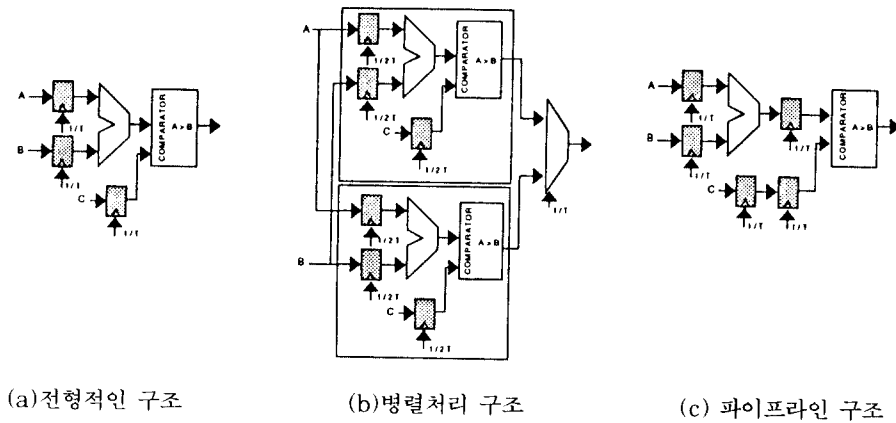 A
1/T
B
1/T
C
1/T
COMPARATOR
A>B
A
1/2T
1/2T
C
1/2T
COMPARATOR
A>B
1/T
B
1/2T
1/2T
C
1/2T
COMPARATOR
A>B
A
1/T
B
1/T
1/T
C
1/T
1/T
COMPARATOR
A>B
(a)전형적인 구조
(b)병렬처리 구조
(c) 파이프라인 구조